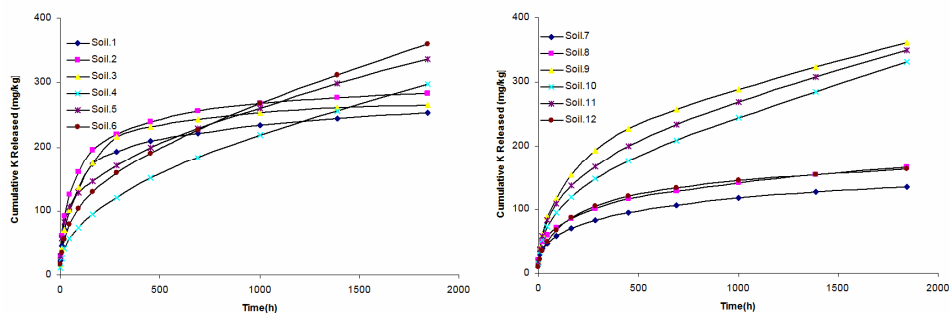 400
300
200
100
0
Cumulative K Released (mg/kg)
Soil.1
Soil.2
Soil.3
Soil.4
Soil.5
Soil.6
0
500
1000
1500
2000
Time(h)
400
300
200
100
0
Cumulative K Released (mg/kg)
Soil.7
Soil.8
Soil.9
Soil.10
Soil.11
Soil.12
0
500
1000
1500
2000
Time(h)